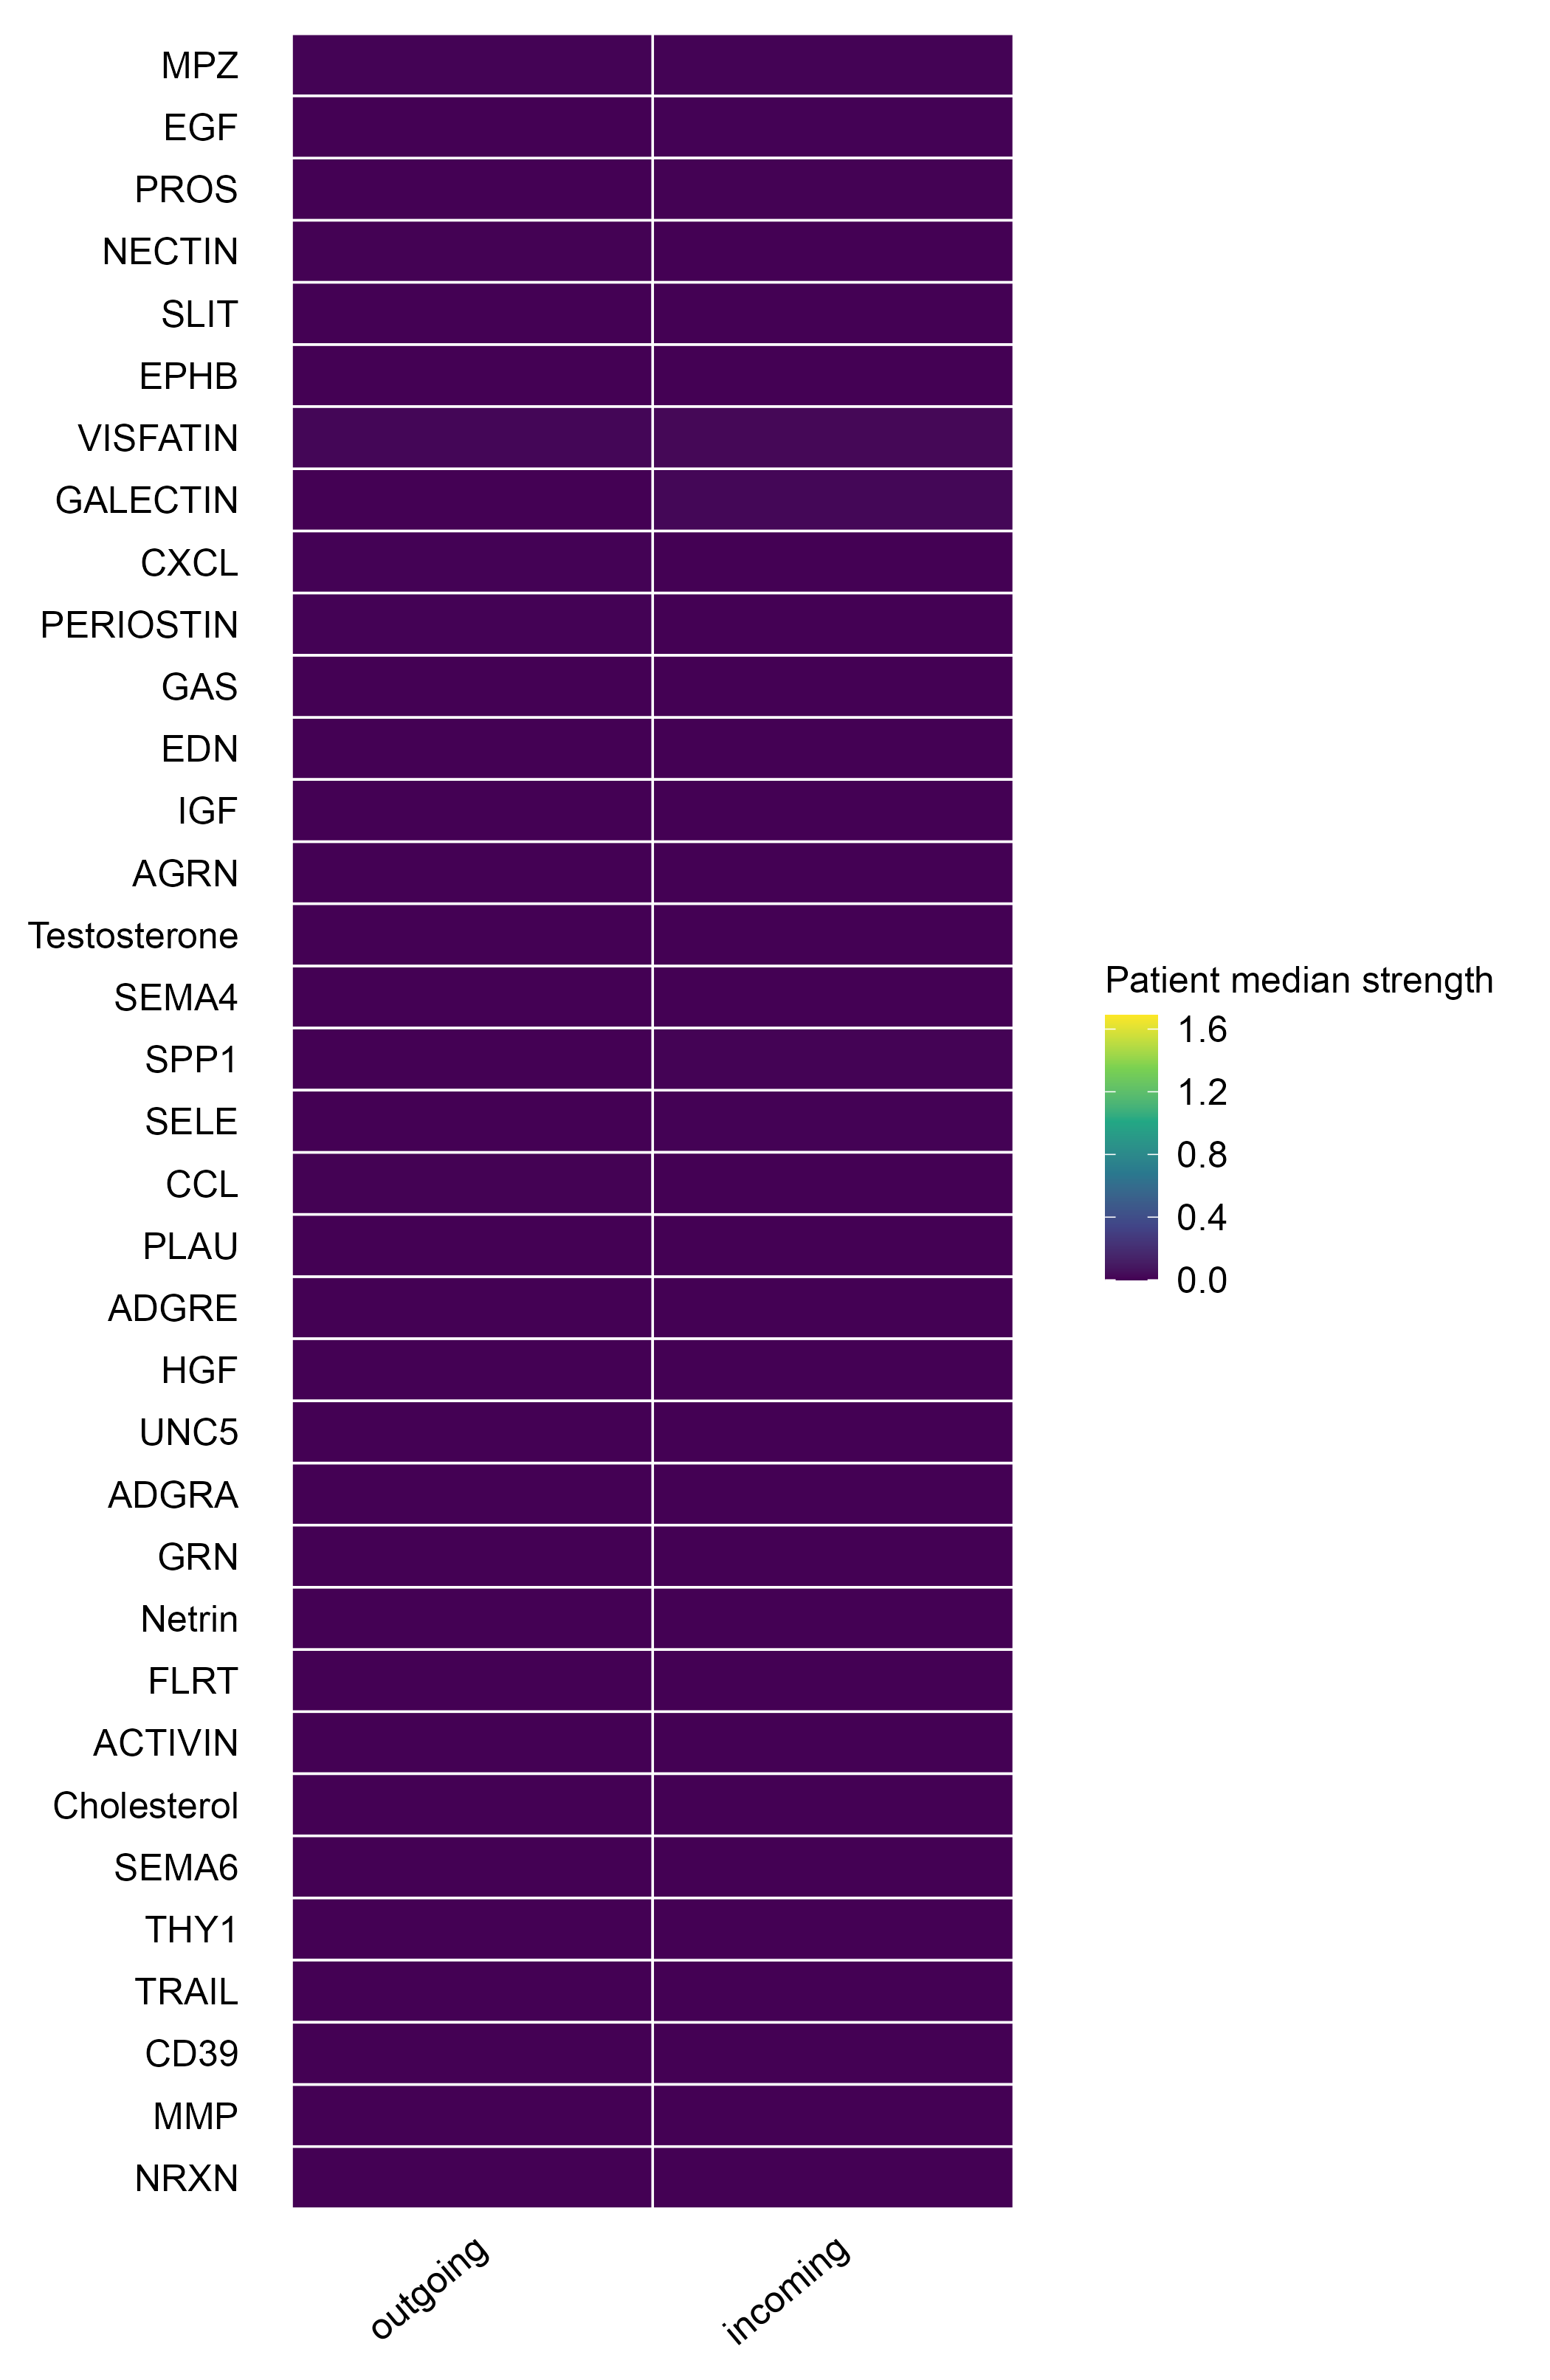 MPZ
EGF
PROS
NECTIN
SLIT
EPHB
VISFATIN
GALECTIN
CXCL
PERIOSTIN
GAS
EDN
IGF
AGRN
Testosterone
SEMA4
SPP1
SELE
CCL
PLAU
ADGRE
HGF
UNC5
ADGRA
GRN
Netrin
FLRT
ACTIVIN
Cholesterol
SEMA6
THY1
TRAIL
CD39
MMP
NRXN
outgoing
incoming
Patient median strength
1.6
1.2
0.8
0.4
0.0